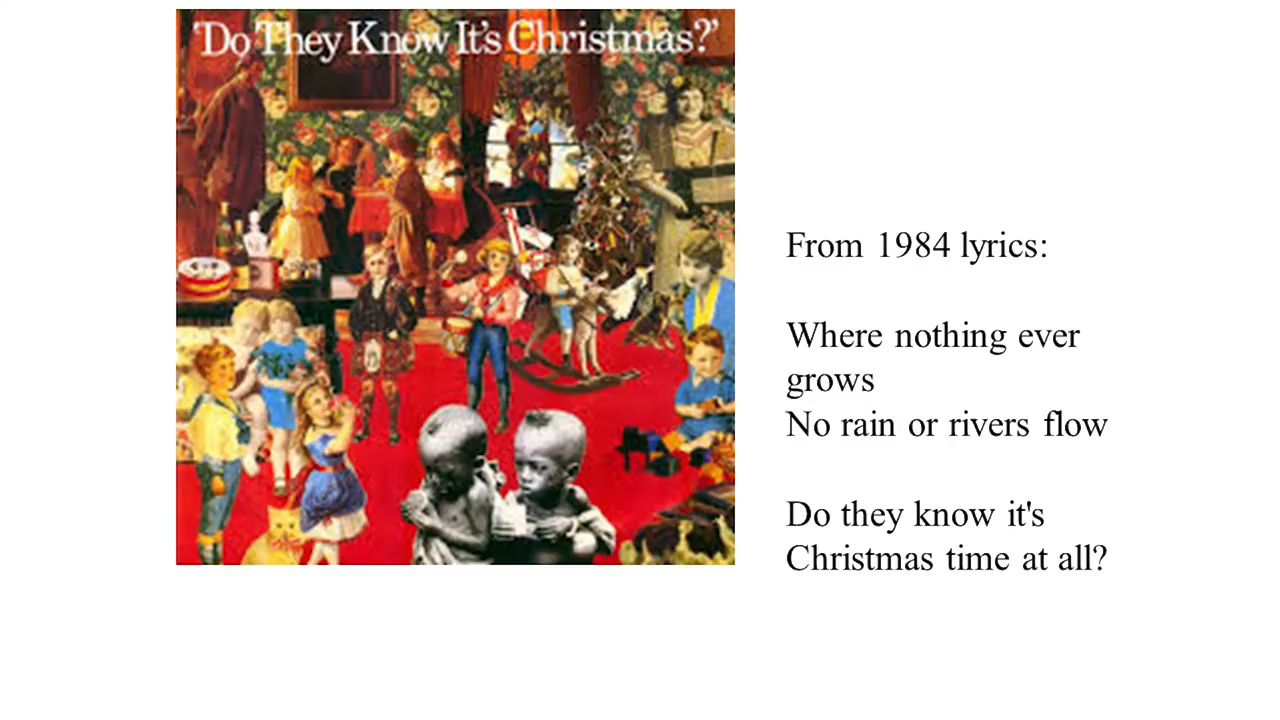 'Do They Know It's Christmas?'
From 1984 lyrics:
Where nothing ever
grows
No rain or rivers flow
Do they know it's
Christmas time at all?